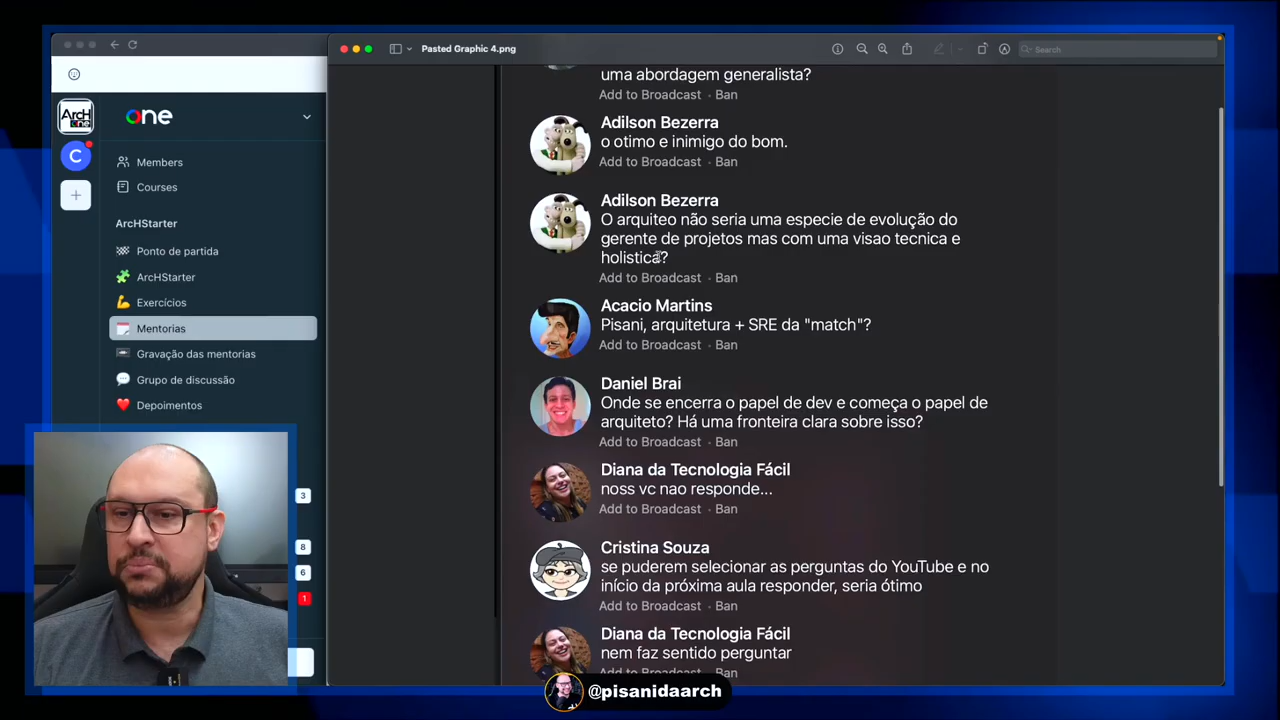 Pasted Graphic 4.png
Search
ArcH
one
one
C
Members
Courses
ArcHStarter
Ponto de partida
ArcHStarter
Exercícios
Mentorias
Gravação das mentorias
Grupo de discussão
Depoimentos
3
8
6
1
uma abordagem generalista?
Add to Broadcast · Ban
Adilson Bezerra
o otimo e inimigo do bom.
Add to Broadcast · Ban
Adilson Bezerra
O arquiteo não seria uma especie de evolução do
gerente de projetos mas com uma visao tecnica e
holistica?
Add to Broadcast · Ban
Acacio Martins
Pisani, arquitetura + SRE da "match"?
Add to Broadcast · Ban
Daniel Brai
Onde se encerra o papel de dev e começa o papel de
arquiteto? Há uma fronteira clara sobre isso?
Add to Broadcast · Ban
Diana da Tecnologia Fácil
noss vc nao responde...
Add to Broadcast · Ban
Cristina Souza
se puderem selecionar as perguntas do YouTube e no
início da próxima aula responder, seria ótimo
Add to Broadcast · Ban
Diana da Tecnologia Fácil
nem faz sentido perguntar
Add to Broadcast · Ban
@pisanidaarch